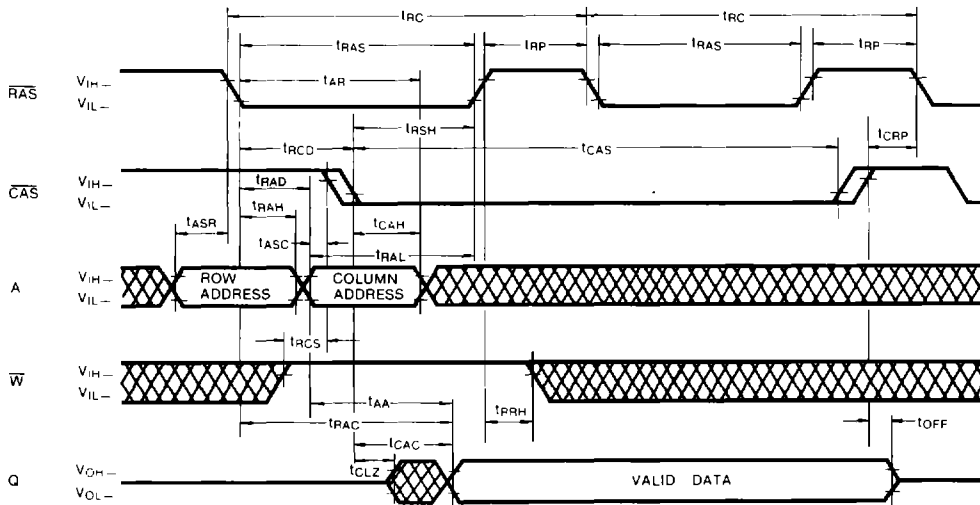 tRC tRC
tRAS tRP tRAS tRP
tAR
RAS VIH
VIL
tRSH
tRCD tCAS tCRP
CAS VIH
VIL
tRAD
tRAH
tASR tASC tCAH
tRAL
A VIH
VIL
ROW
ADDRESS
COLUMN
ADDRESS
tRCS
W VIH
VIL
tAA
tRRH
tRAC
tOFF
tCAC
tCLZ
Q VOH
VOL
VALID DATA